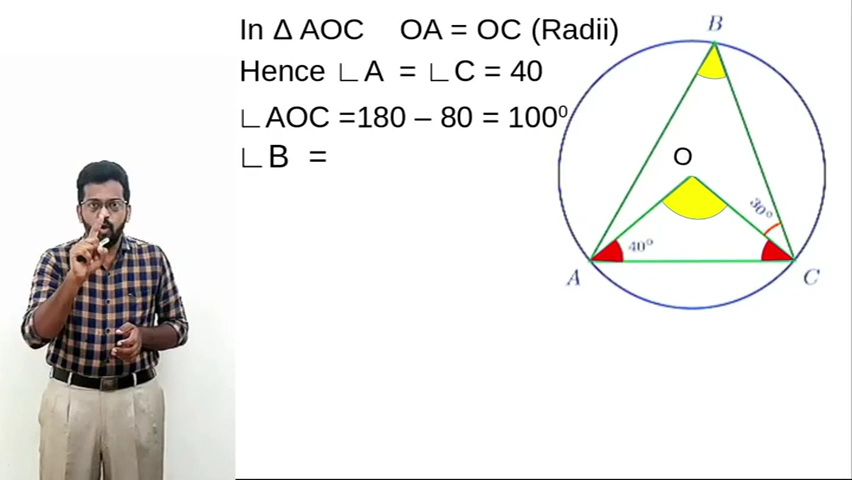 In Δ AOC OA = OC (Radii)
Hence ∟A = ∟C = 40
∟AOC =180 – 80 = 100⁰
∟B =
B
O
30°
40°
A
C